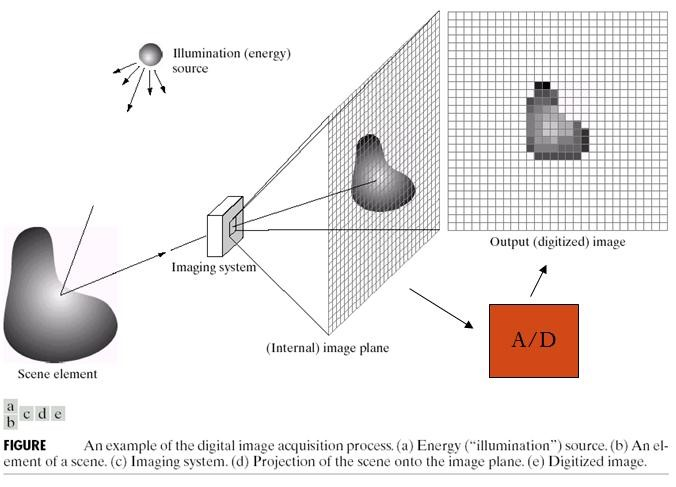 Illumination (energy)
source
Imaging system
Scene element
(Internal) image plane
Output (digitized) image
A/D
a
b
c d e
FIGURE An example of the digital image acquisition process. (a) Energy (“illumination”) source. (b) An el-
ement of a scene. (c) Imaging system. (d) Projection of the scene onto the image plane. (e) Digitized image.